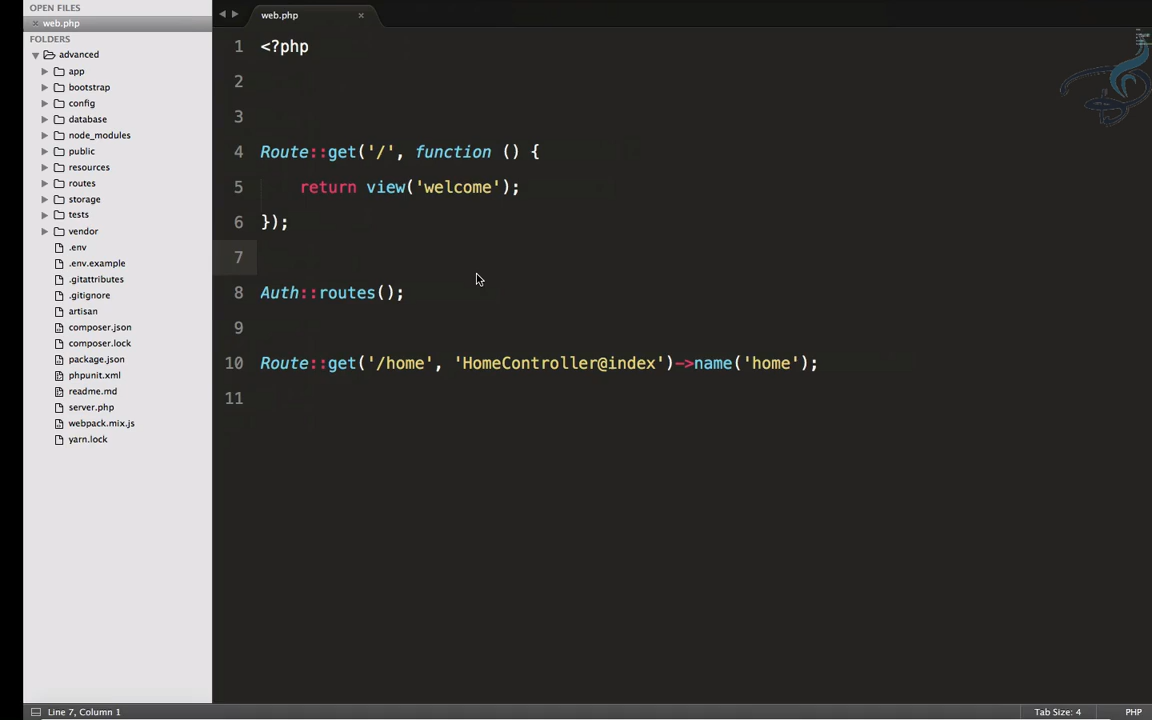 OPEN FILES
× web.php
FOLDERS
advanced
app
bootstrap
config
database
node_modules
public
resources
routes
storage
tests
vendor
.env
.env.example
.gitattributes
.gitignore
artisan
composer.json
composer.lock
package.json
phpunit.xml
readme.md
server.php
webpack.mix.js
yarn.lock
web.php ×
1 <?php
2
3
4 Route::get('/', function () {
5     return view('welcome');
6 });
7
8 Auth::routes();
9
10 Route::get('/home', 'HomeController@index')->name('home');
11
Line 7, Column 1
Tab Size: 4
PHP